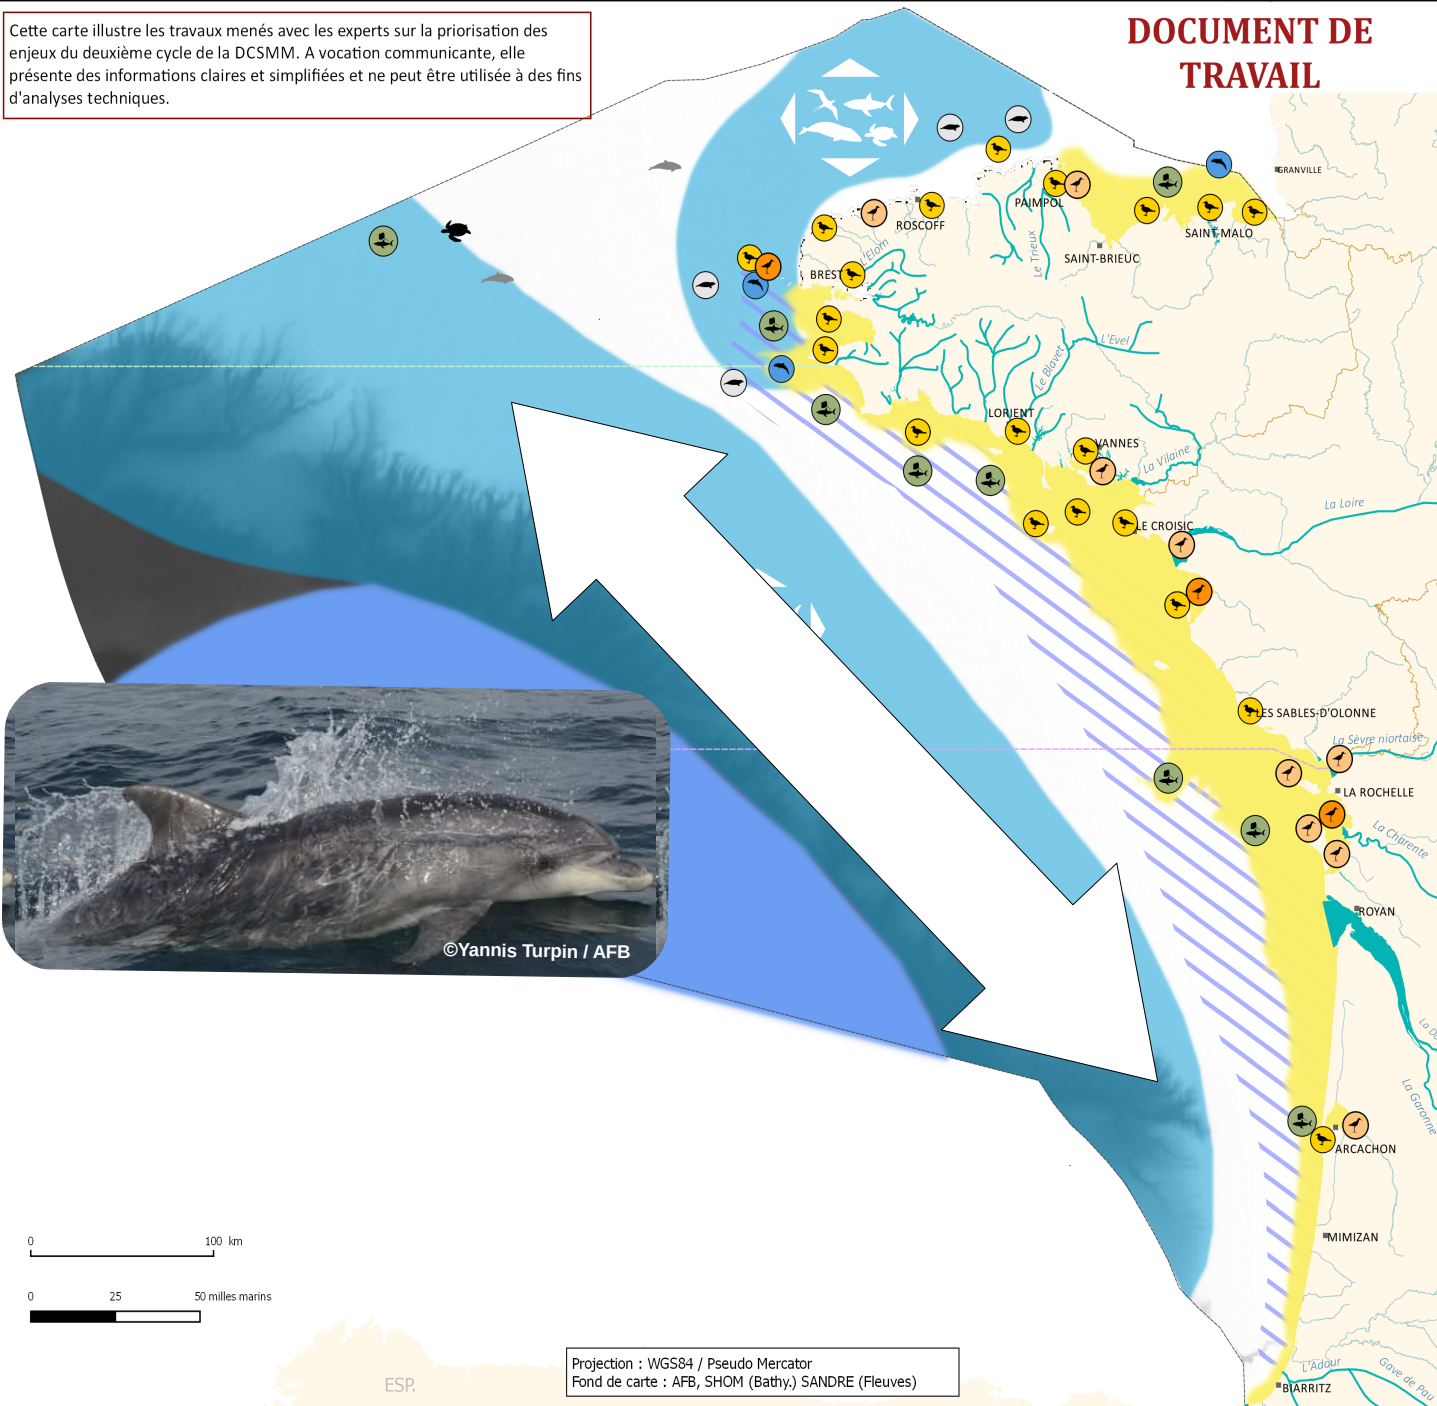 Cette carte illustre les travaux menés avec les experts sur la priorisation des
enjeux du deuxième cycle de la DCSMM. A vocation communicante, elle
présente des informations claires et simplifiées et ne peut être utilisée à des fins
d'analyses techniques.
DOCUMENT DE
TRAVAIL
GRANVILLE
PAIMPOL
ROSCOFF
SAINT-MALO
L'Elorn
Le Trieux
SAINT-BRIEUC
BREST
L'Evel
Le Blavet
LORIENT
VANNES
La Vilaine
La Loire
LE CROISIC
LES SABLES-D'OLONNE
La Sèvre niortaise
LA ROCHELLE
La Charente
ROYAN
©Yannis Turpin / AFB
La Garonne
ARCACHON
MIMIZAN
0 100 km
0 25 50 milles marins
Projection : WGS84 / Pseudo Mercator
Fond de carte : AFB, SHOM (Bathy.) SANDRE (Fleuves)
ESP.
L'Adour
Gave de Pau
BIARRITZ